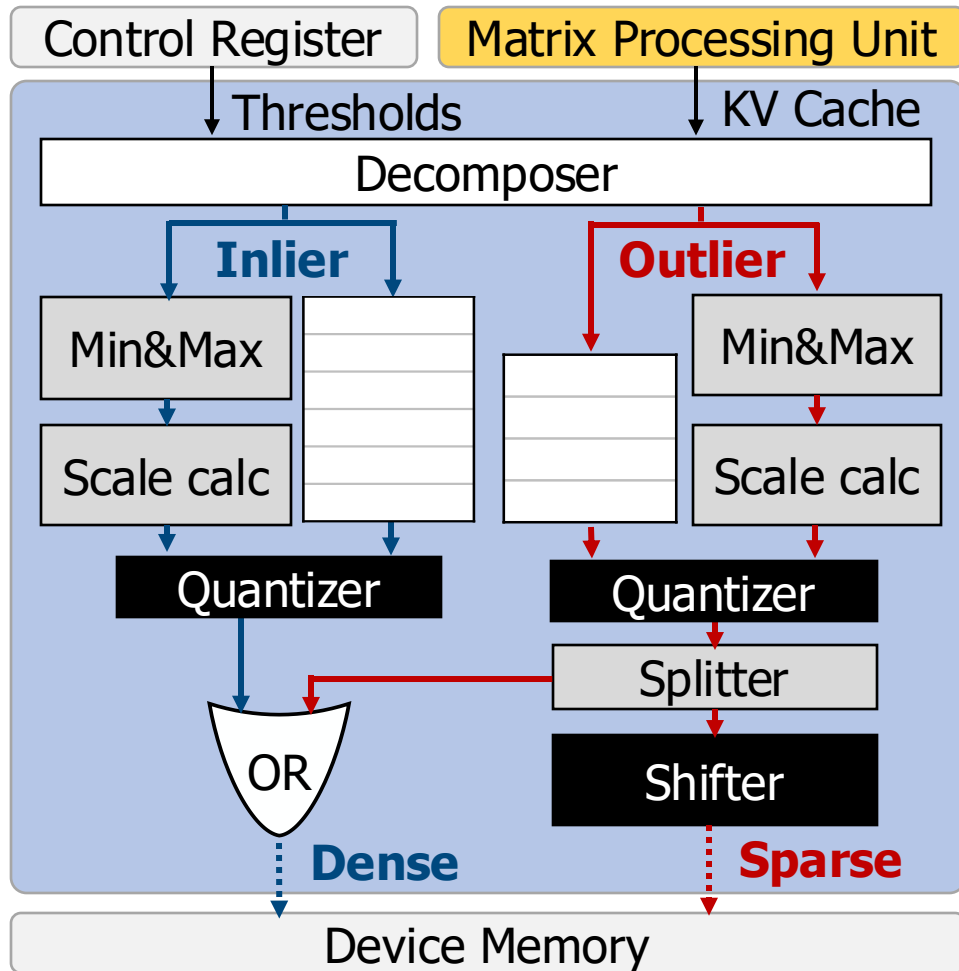 Control Register
Matrix Processing Unit
Thresholds
KV Cache
Decomposer
Inlier
Outlier
Min&Max
Min&Max
Scale calc
Scale calc
Quantizer
Quantizer
Splitter
OR
Shifter
Dense
Sparse
Device Memory